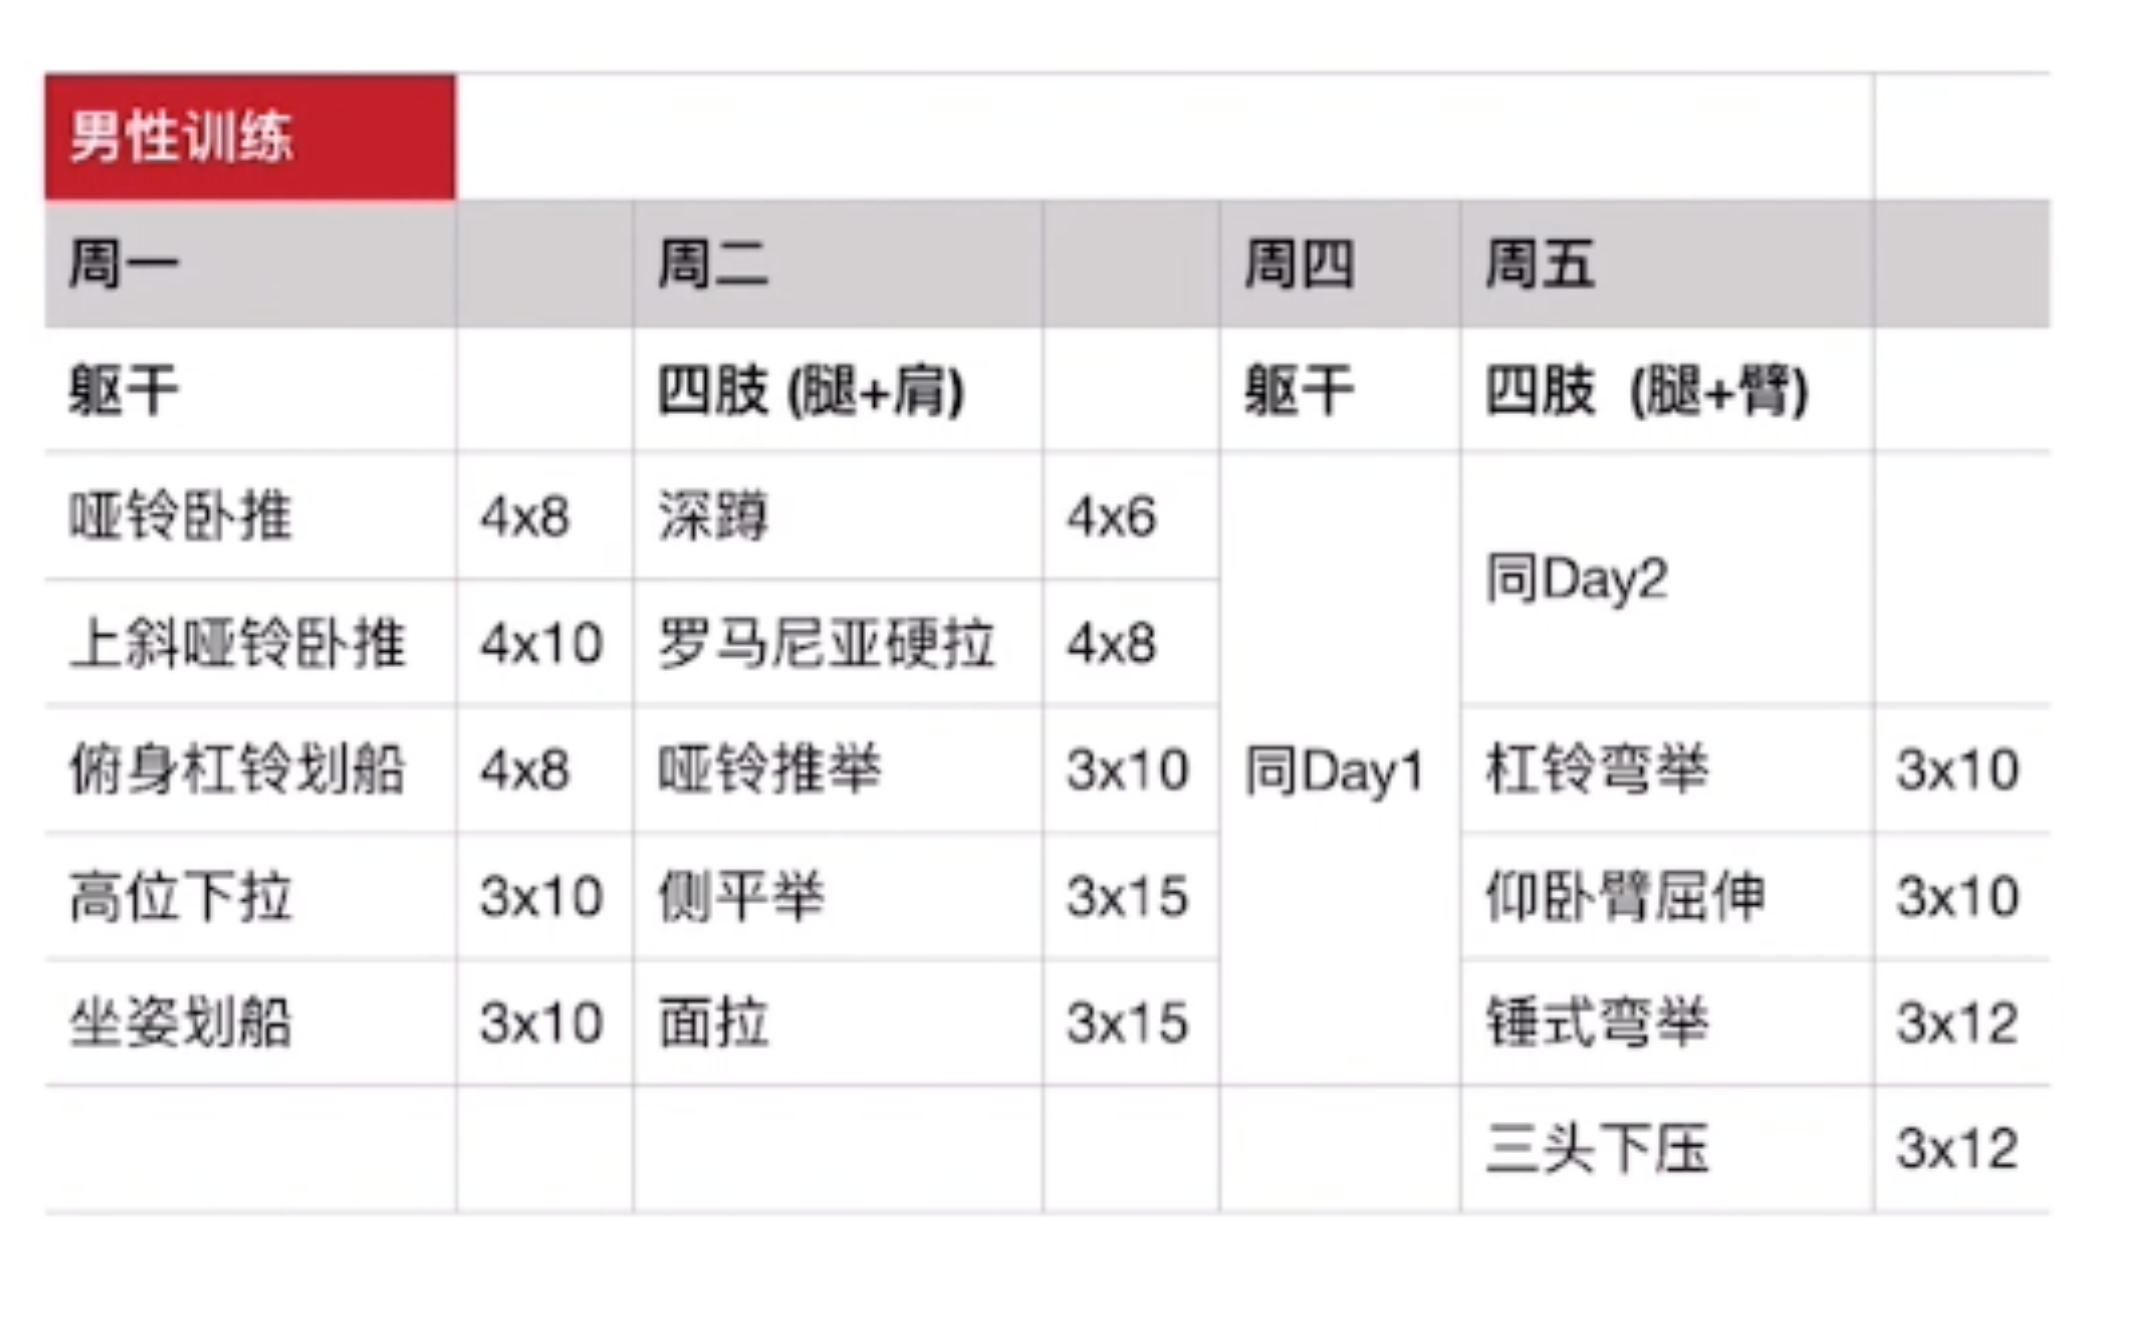 男性训练
周一 周二 周四 周五
躯干 四肢 (腿+肩) 躯干 四肢 (腿+臂)
哑铃卧推 4x8 深蹲 4x6
同Day2
上斜哑铃卧推 4x10 罗马尼亚硬拉 4x8
俯身杠铃划船 4x8 哑铃推举 3x10 同Day1 杠铃弯举 3x10
高位下拉 3x10 侧平举 3x15 仰卧臂屈伸 3x10
坐姿划船 3x10 面拉 3x15 锤式弯举 3x12
三头下压 3x12